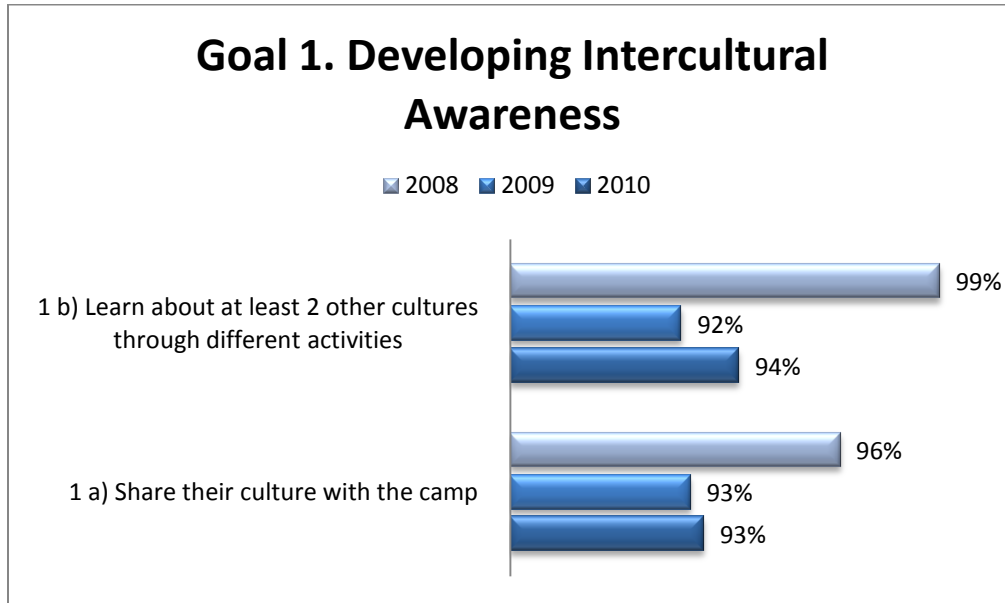 Goal 1. Developing Intercultural
Awareness
2008 2009 2010
1 b) Learn about at least 2 other cultures
through different activities
99%
92%
94%
1 a) Share their culture with the camp
96%
93%
93%